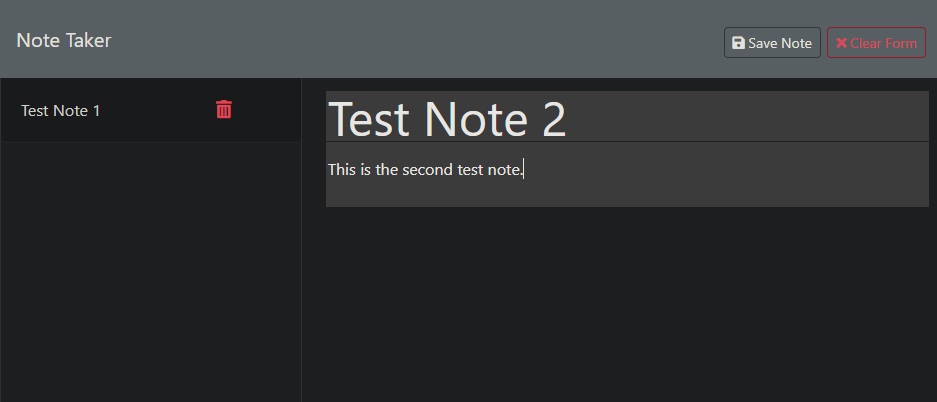 Note Taker
Save Note
Clear Form
Test Note 1
Test Note 2
This is the second test note.